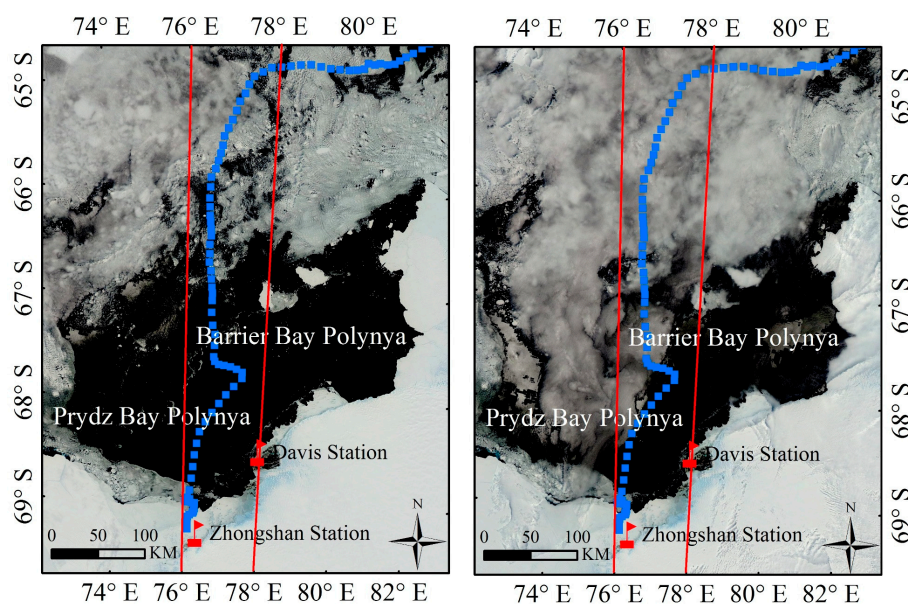 74° E 76° E 78° E 80° E
65° S
66° S
67° S
68° S
69° S
Barrier Bay Polynya
Prydz Bay Polynya
Davis Station
Zhongshan Station
N
0 50 100
KM
74° E 76° E 78° E 80° E 82° E
74° E 76° E 78° E 80° E
65° S
66° S
67° S
68° S
69° S
Barrier Bay Polynya
Prydz Bay Polynya
Davis Station
Zhongshan Station
N
0 50 100
KM
74° E 76° E 78° E 80° E 82° E